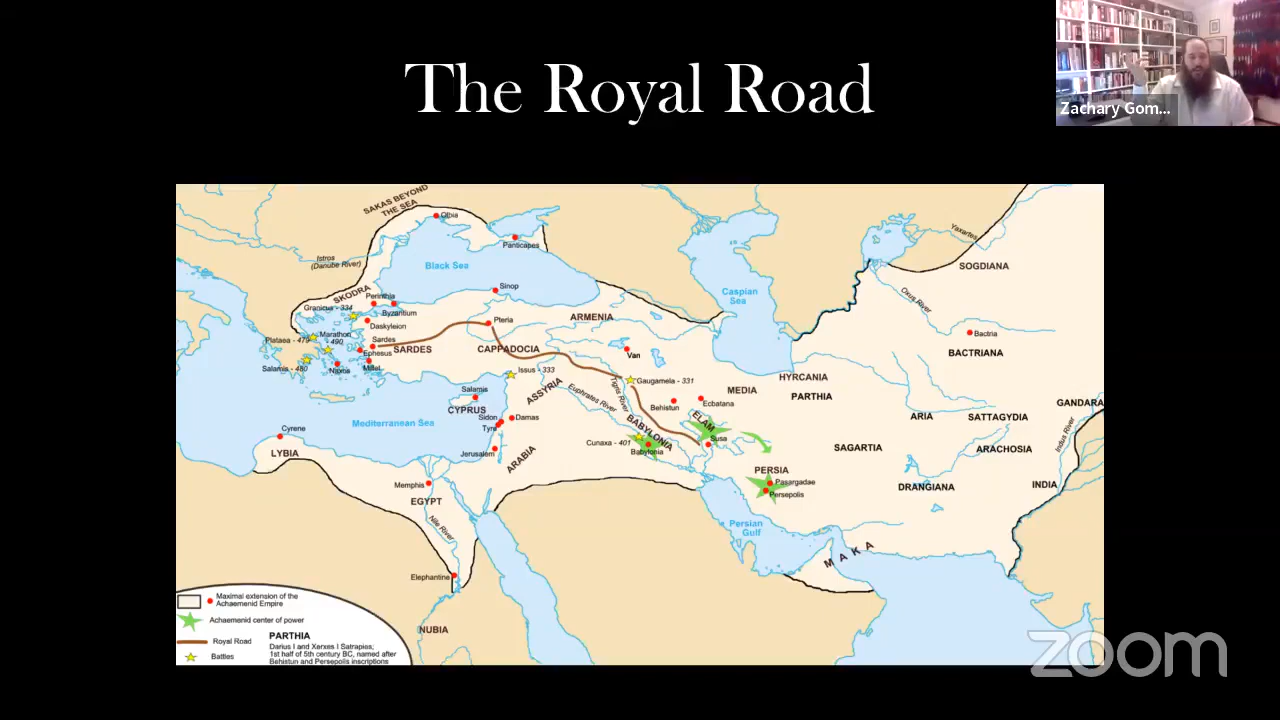 The Royal Road
Zachary Gom...
SAKAS BEYOND
THE SEA
Olbia
Panticapes
Yaxartes
Istros
(Danube River)
Black Sea
SOGDIANA
Caspian
Sea
Oxus River
SKODRA
Sinop
Perinthia
Granicus - 334
Byzantium
ARMENIA
Daskyleion
Pteria
Marathon
- 490
Plataea - 479
Sardes
Ephesus
SARDES
CAPPADOCIA
Van
Bactria
BACTRIANA
Salamis - 480
Millet
Issus - 333
Gaugamela - 331
HYRCANIA
MEDIA
PARTHIA
Salamis
CYPRUS
ASSYRIA
Euphrates River
Tigris River
Behistun
Ecbatana
GANDARA
Mediterranean Sea
Sidon
Tyre
Damas
ARIA
SATTAGYDIA
Cyrene
ELAM
Susa
BABYLONIA
Cunaxa - 401
Babylonia
SAGARTIA
ARACHOSIA
Indus River
LYBIA
Jerusalem
ARABIA
PERSIA
Pasargadae
Persepolis
DRANGIANA
INDIA
Memphis
EGYPT
Nile River
Persian
Gulf
MAKA
Elephantine
NUBIA
Maximal extension of the
Achaemenid Empire
Achaemenid center of power
Royal Road
Battles
PARTHIA
Darius I and Xerxes I Satrapies;
1st half of 5th century BC, named after
Behistun and Persepolis inscriptions
zoom